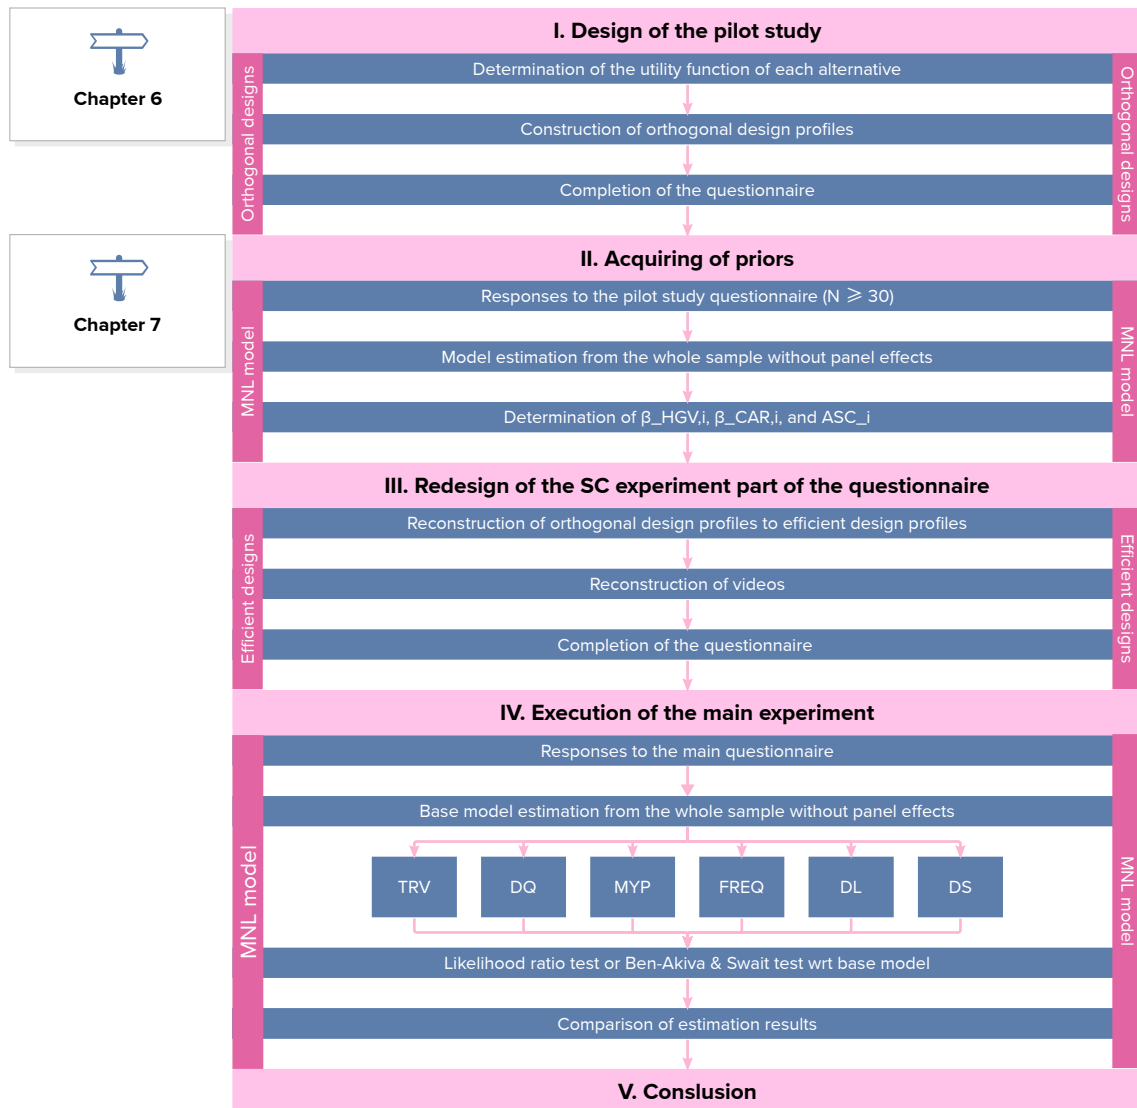 Chapter 6
I. Design of the pilot study
Orthogonal designs
Determination of the utility function of each alternative
Construction of orthogonal design profiles
Completion of the questionnaire
Orthogonal designs
Chapter 7
II. Acquiring of priors
MNL model
Responses to the pilot study questionnaire (N ⩾ 30)
Model estimation from the whole sample without panel effects
Determination of β_HGV,i, β_CAR,i, and ASC_i
MNL model
III. Redesign of the SC experiment part of the questionnaire
Efficient designs
Reconstruction of orthogonal design profiles to efficient design profiles
Reconstruction of videos
Completion of the questionnaire
Efficient designs
IV. Execution of the main experiment
MNL model
Responses to the main questionnaire
Base model estimation from the whole sample without panel effects
TRV DQ MYP FREQ DL DS
Likelihood ratio test or Ben-Akiva & Swait test wrt base model
Comparison of estimation results
MNL model
V. Conslusion